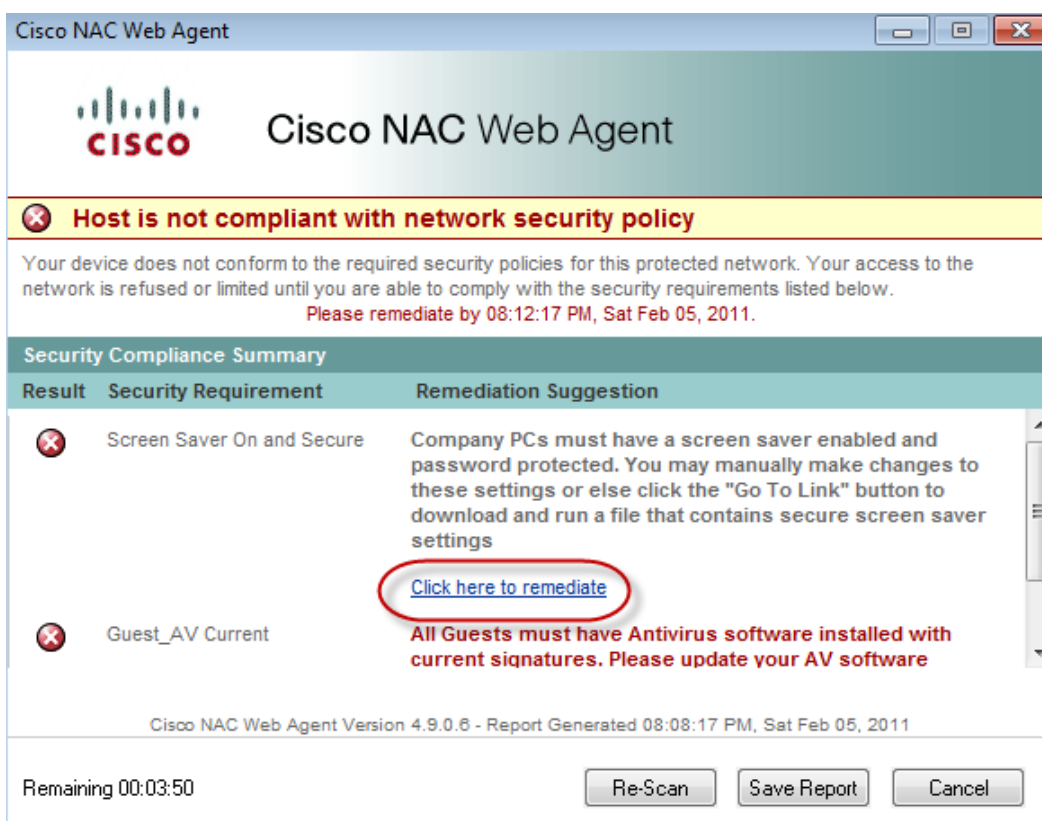 Cisco NAC Web Agent
CISCO
Cisco NAC Web Agent
Host is not compliant with network security policy
Your device does not conform to the required security policies for this protected network. Your access to the
network is refused or limited until you are able to comply with the security requirements listed below.
Please remediate by 08:12:17 PM, Sat Feb 05, 2011.
Security Compliance Summary
Result Security Requirement Remediation Suggestion
Screen Saver On and Secure
Company PCs must have a screen saver enabled and
password protected. You may manually make changes to
these settings or else click the "Go To Link" button to
download and run a file that contains secure screen saver
settings
Click here to remediate
Guest_AV Current
All Guests must have Antivirus software installed with
current signatures. Please update your AV software
Cisco NAC Web Agent Version 4.9.0.6 - Report Generated 08:08:17 PM, Sat Feb 05, 2011
Remaining 00:03:50
Re-Scan
Save Report
Cancel